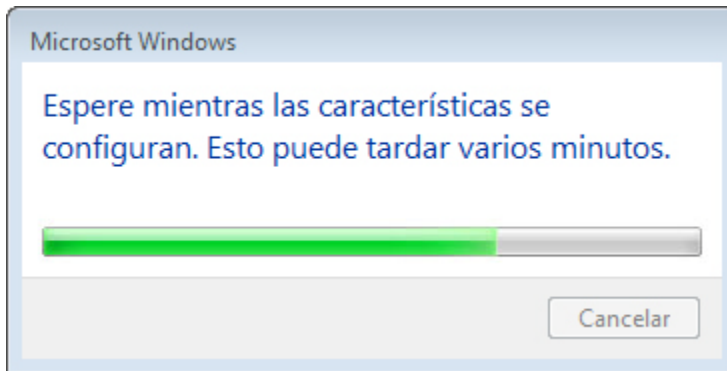 Microsoft Windows
Espere mientras las características se
configuran. Esto puede tardar varios minutos.
Cancelar